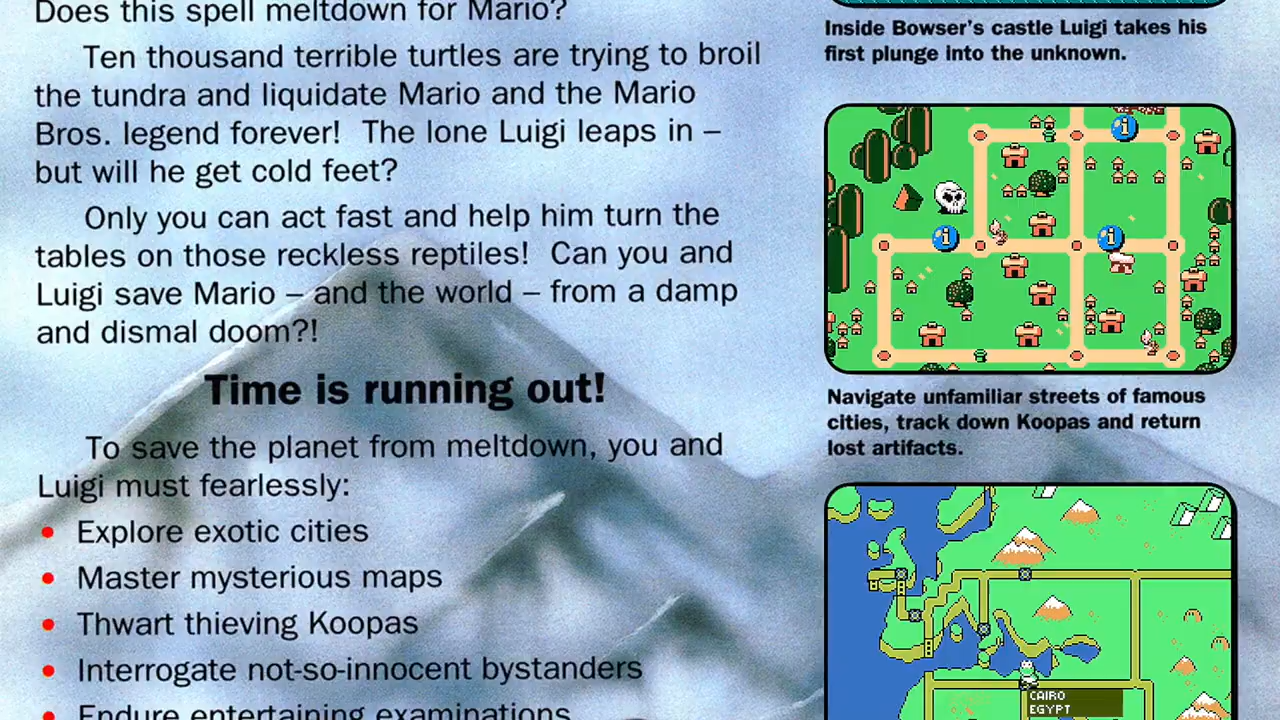 Does this spell meltdown for Mario?
Ten thousand terrible turtles are trying to broil
the tundra and liquidate Mario and the Mario
Bros. legend forever! The lone Luigi leaps in –
but will he get cold feet?
Only you can act fast and help him turn the
tables on those reckless reptiles! Can you and
Luigi save Mario – and the world – from a damp
and dismal doom?!
Time is running out!
To save the planet from meltdown, you and
Luigi must fearlessly:
• Explore exotic cities
• Master mysterious maps
• Thwart thieving Koopas
• Interrogate not-so-innocent bystanders
• Endure entertaining examinations
Inside Bowser's castle Luigi takes his
first plunge into the unknown.
i
i
i
Navigate unfamiliar streets of famous
cities, track down Koopas and return
lost artifacts.
CAIRO
EGYPT